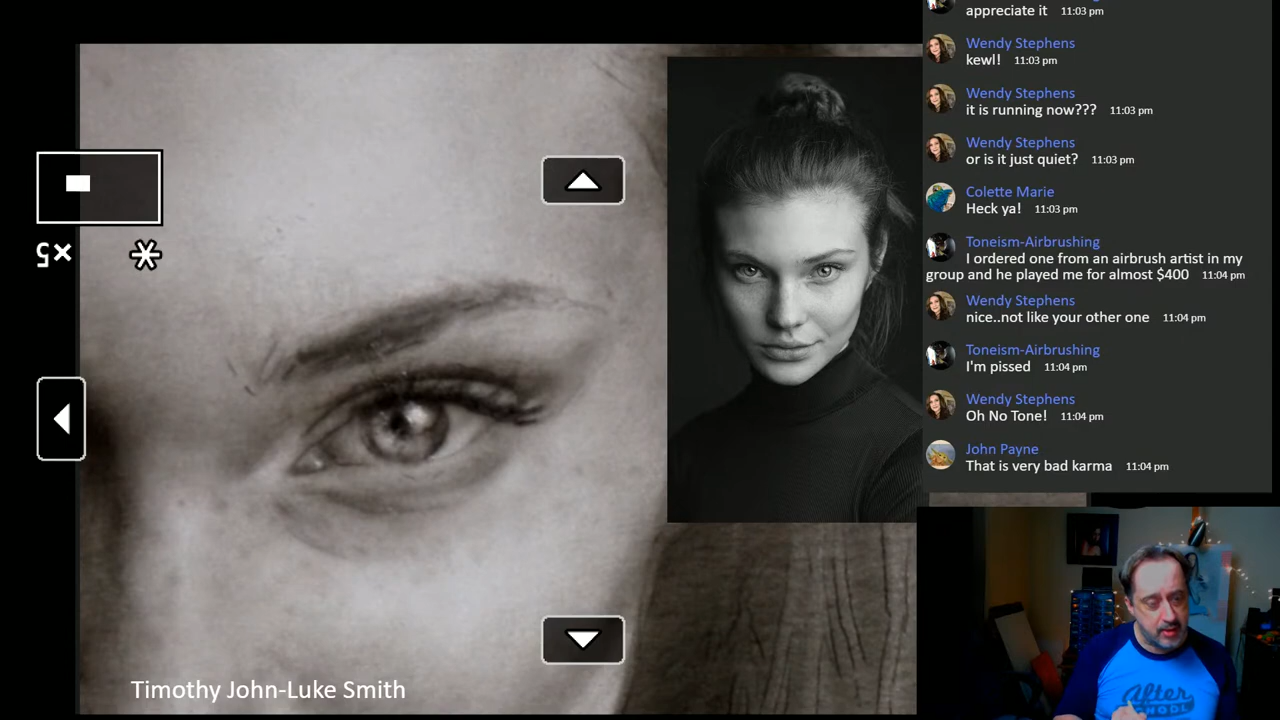 appreciate it 11:03 pm
Wendy Stephens
kewl! 11:03 pm
Wendy Stephens
it is running now??? 11:03 pm
Wendy Stephens
or is it just quiet? 11:03 pm
Colette Marie
Heck ya! 11:03 pm
Toneism-Airbrushing
I ordered one from an airbrush artist in my
group and he played me for almost $400 11:04 pm
Wendy Stephens
nice..not like your other one 11:04 pm
Toneism-Airbrushing
I'm pissed 11:04 pm
Wendy Stephens
Oh No Tone! 11:04 pm
John Payne
That is very bad karma 11:04 pm
×5
*
Timothy John-Luke Smith
After
SCHOOL